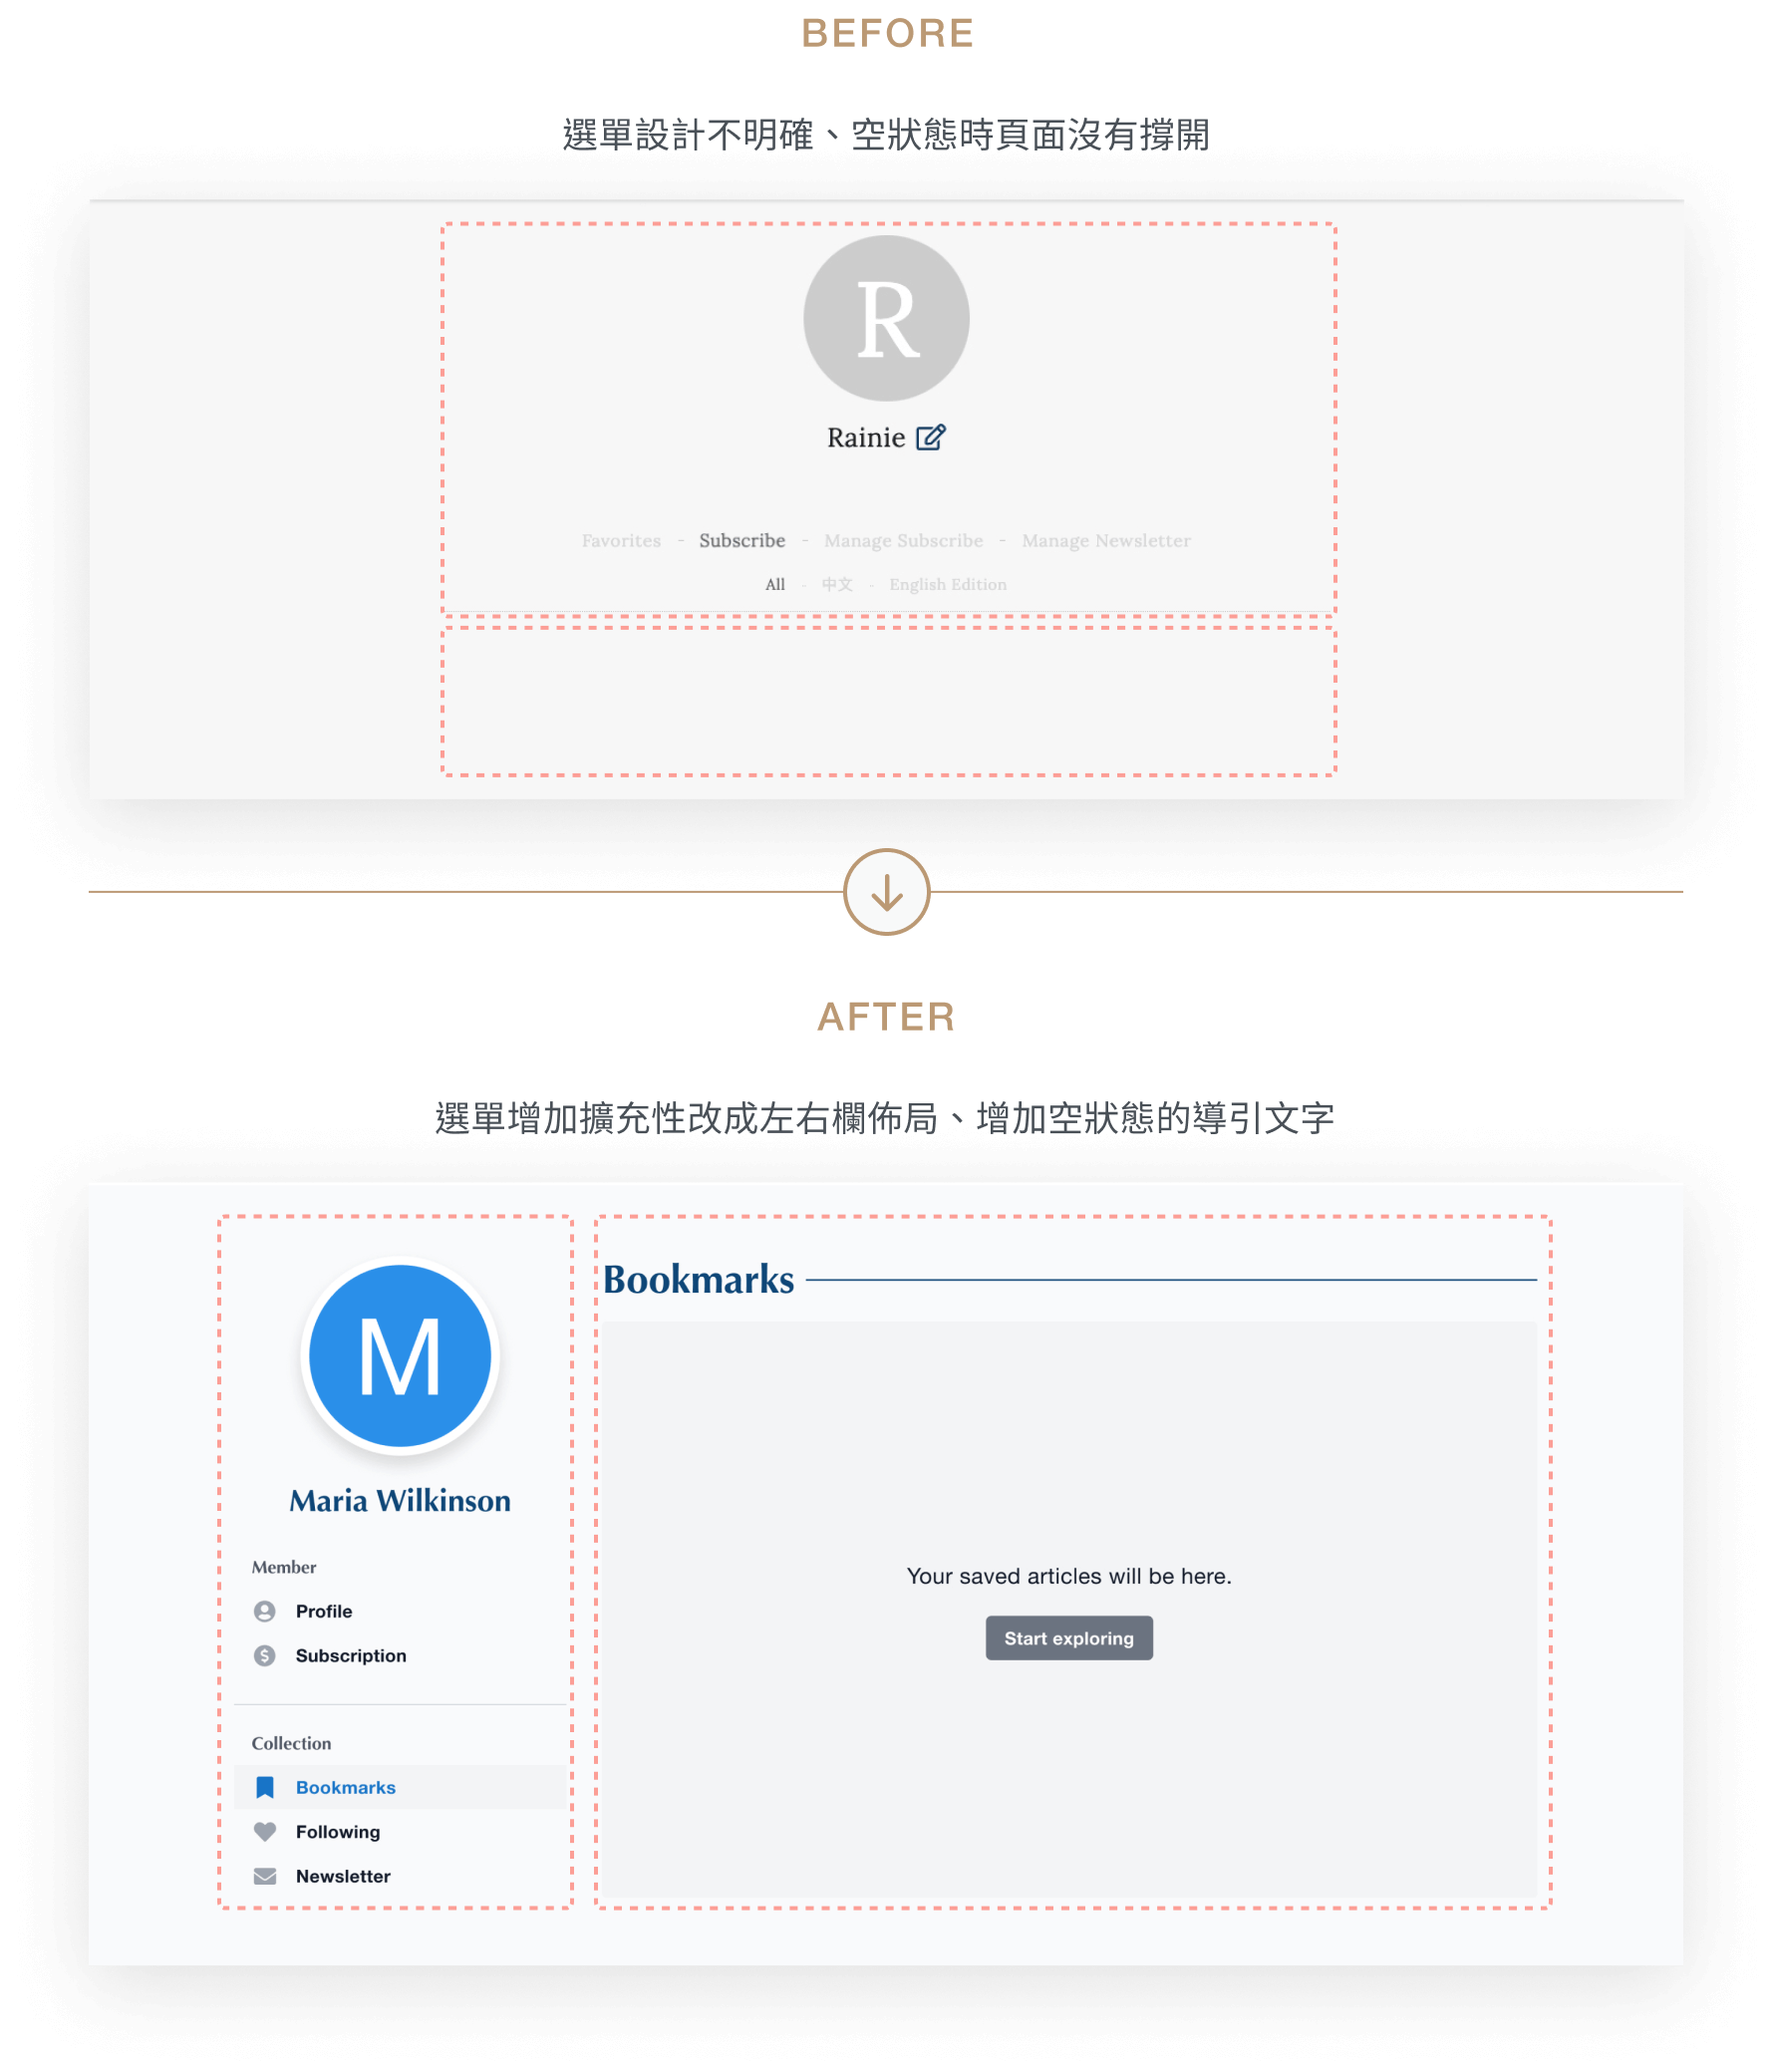 BEFORE
選單設計不明確、空狀態時頁面沒有撐開
R
Rainie
Favorites - Subscribe - Manage Subscribe - Manage Newsletter
All - 中文 - English Edition
AFTER
選單增加擴充性改成左右欄佈局、增加空狀態的導引文字
M
Maria Wilkinson
Member
Profile
$ Subscription
Collection
Bookmarks
Following
Newsletter
Bookmarks
Your saved articles will be here.
Start exploring